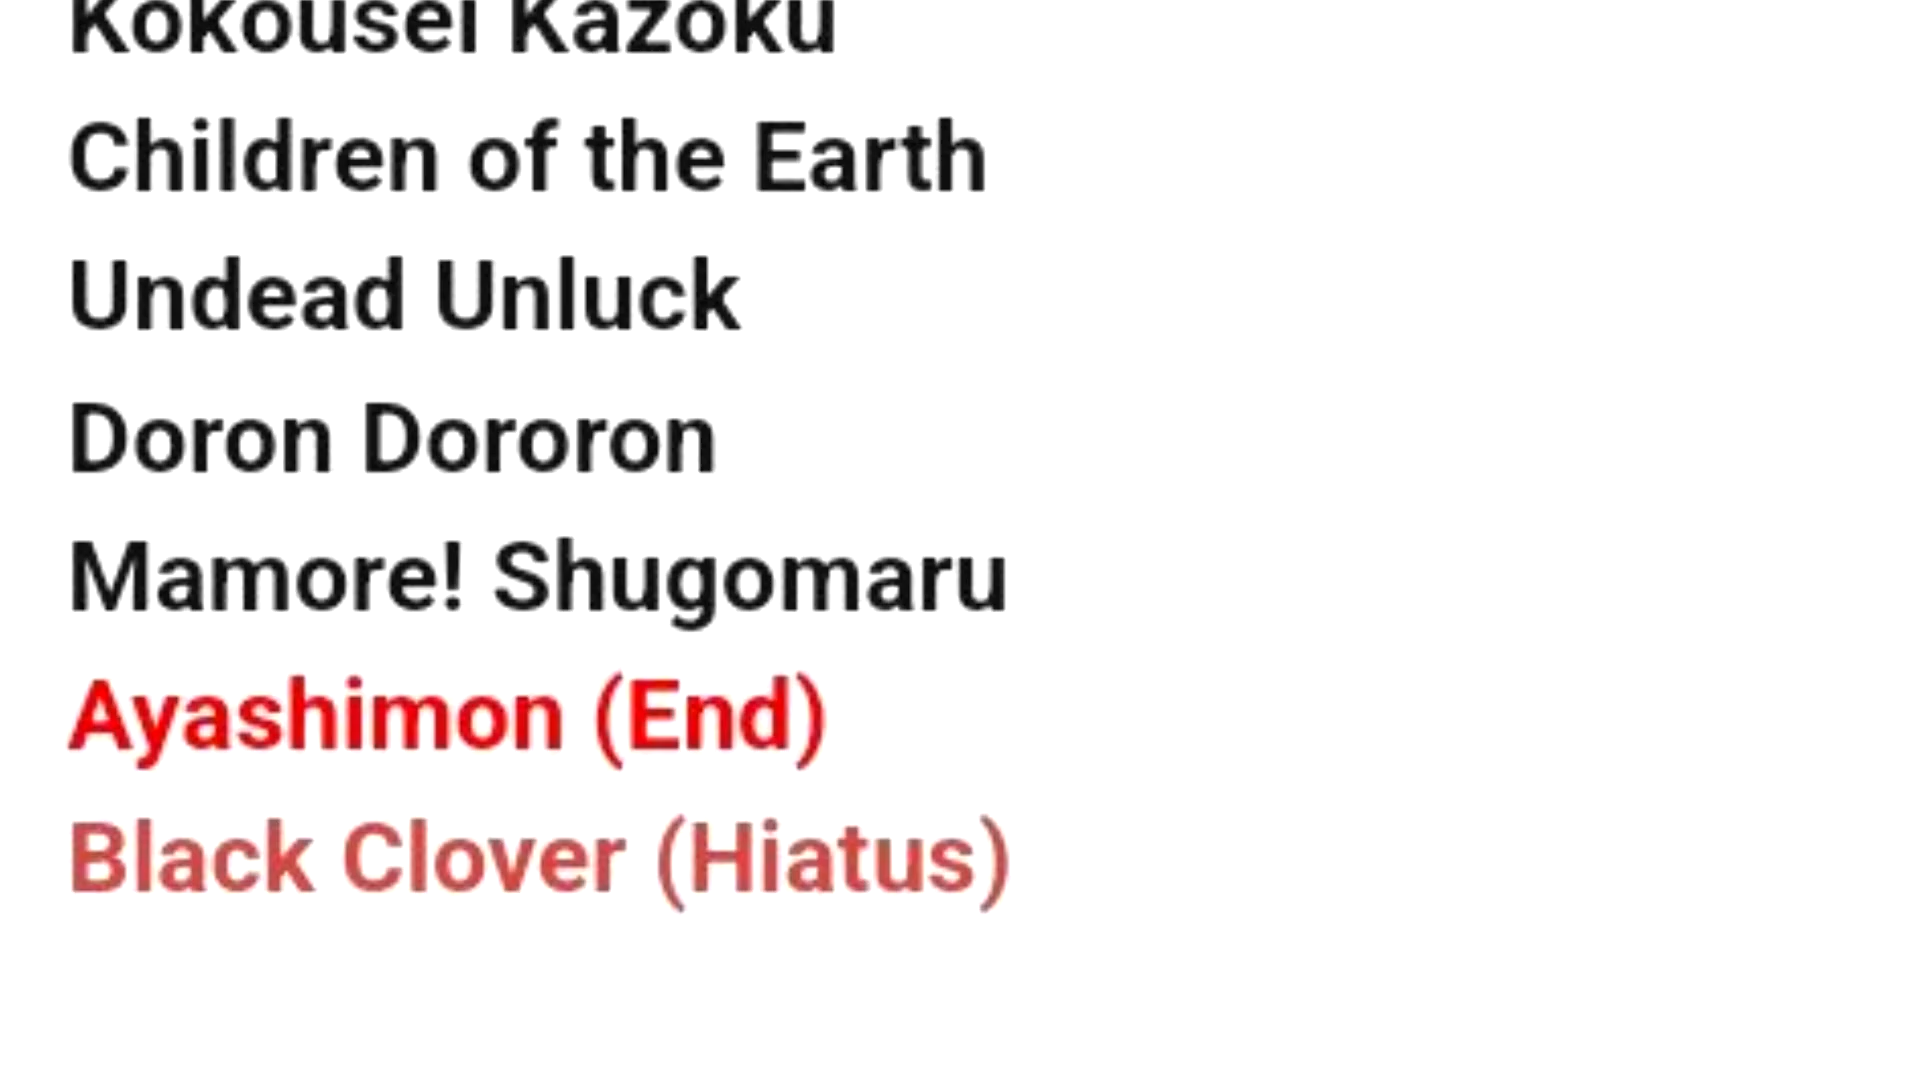 Kokousei Kazoku
Children of the Earth
Undead Unluck
Doron Dororon
Mamore! Shugomaru
Ayashimon (End)
Black Clover (Hiatus)